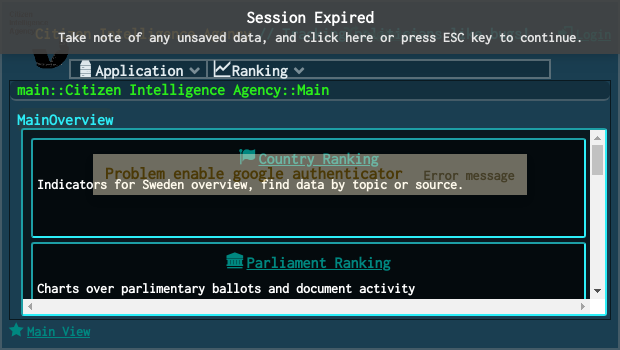 Session Expired
Take note of any unsaved data, and click here or press ESC key to continue.
Login
Application Ranking
main::Citizen Intelligence Agency::Main
MainOverview
Country Ranking
Problem enable google authenticator Error message
Indicators for Sweden overview, find data by topic or source.
Parliament Ranking
Charts over parlimentary ballots and document activity
Main View